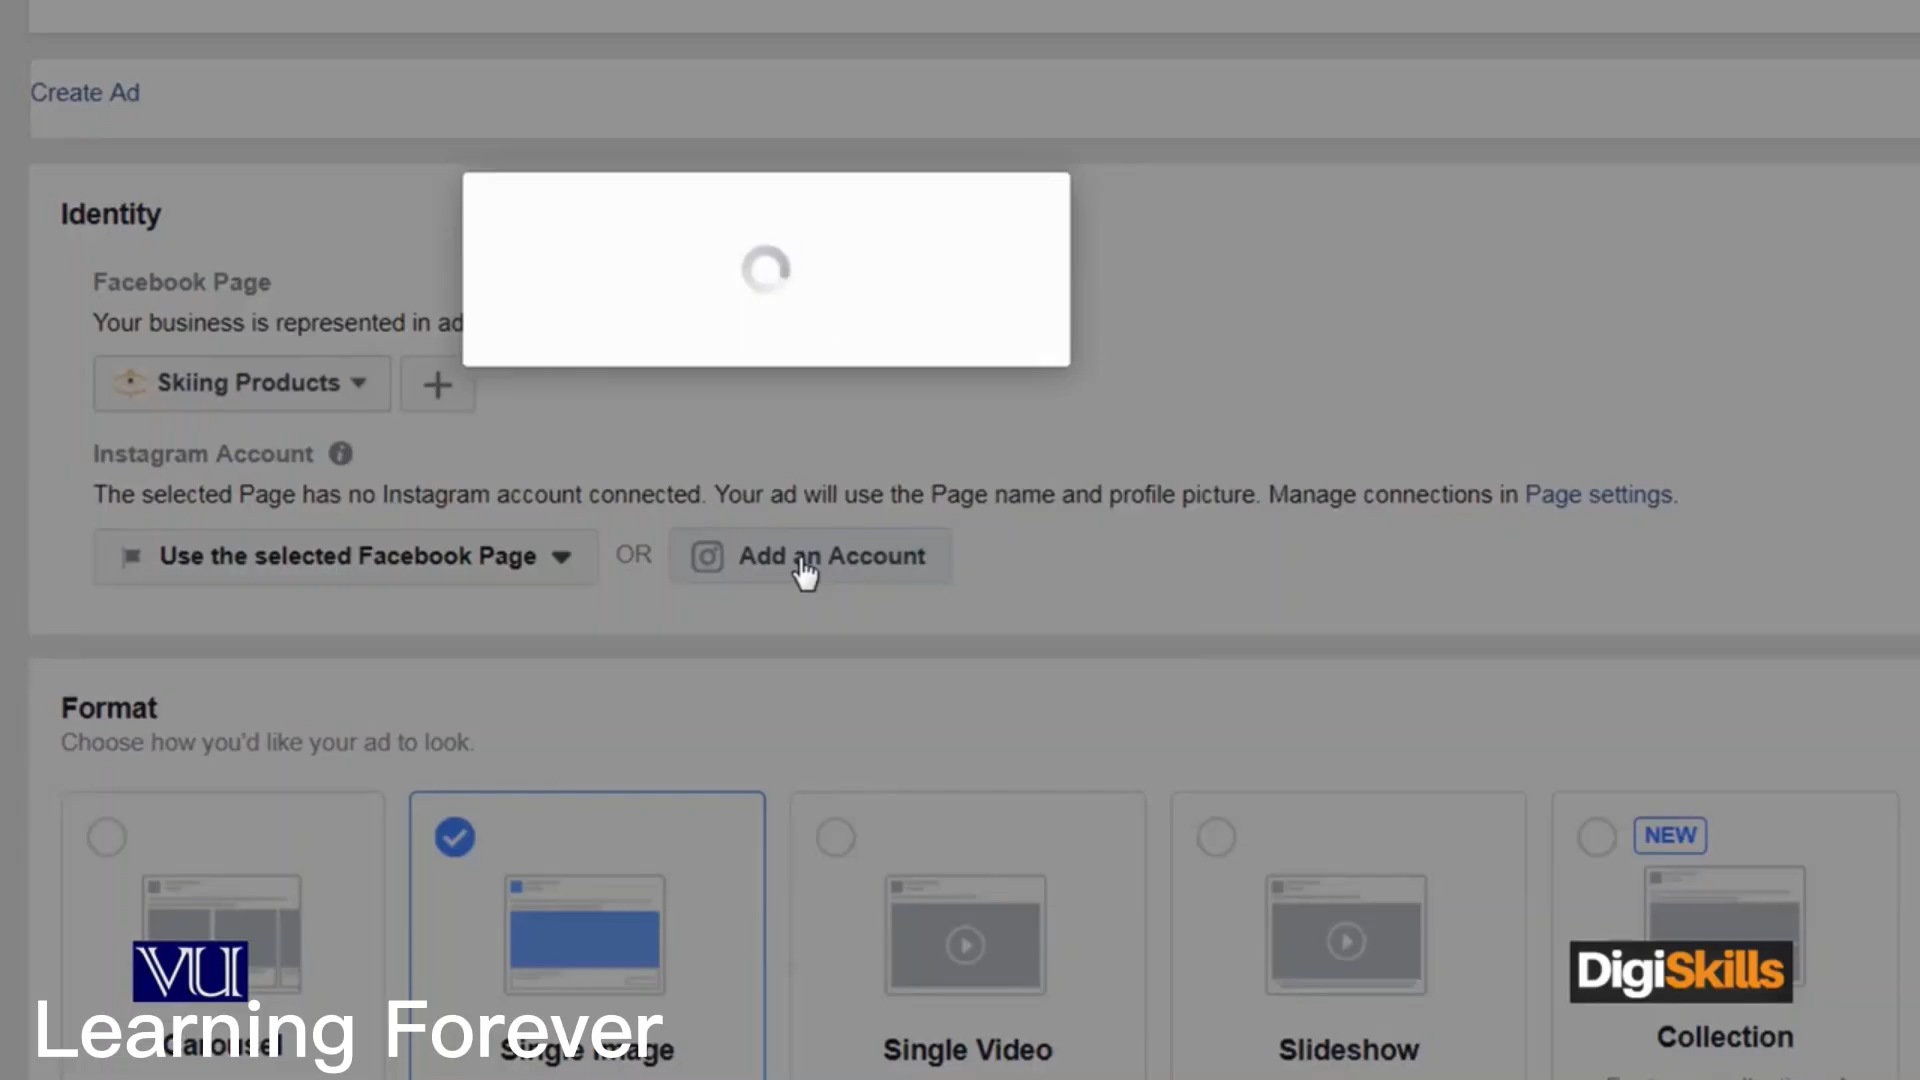 Create Ad
Identity
Facebook Page
Your business is represented in ad
Skiing Products
Instagram Account
The selected Page has no Instagram account connected. Your ad will use the Page name and profile picture. Manage connections in Page settings.
Use the selected Facebook Page OR Add an Account
Format
Choose how you'd like your ad to look.
NEW
VU
DigiSkills
Learning Forever
Carousel
Single Image
Single Video
Slideshow
Collection